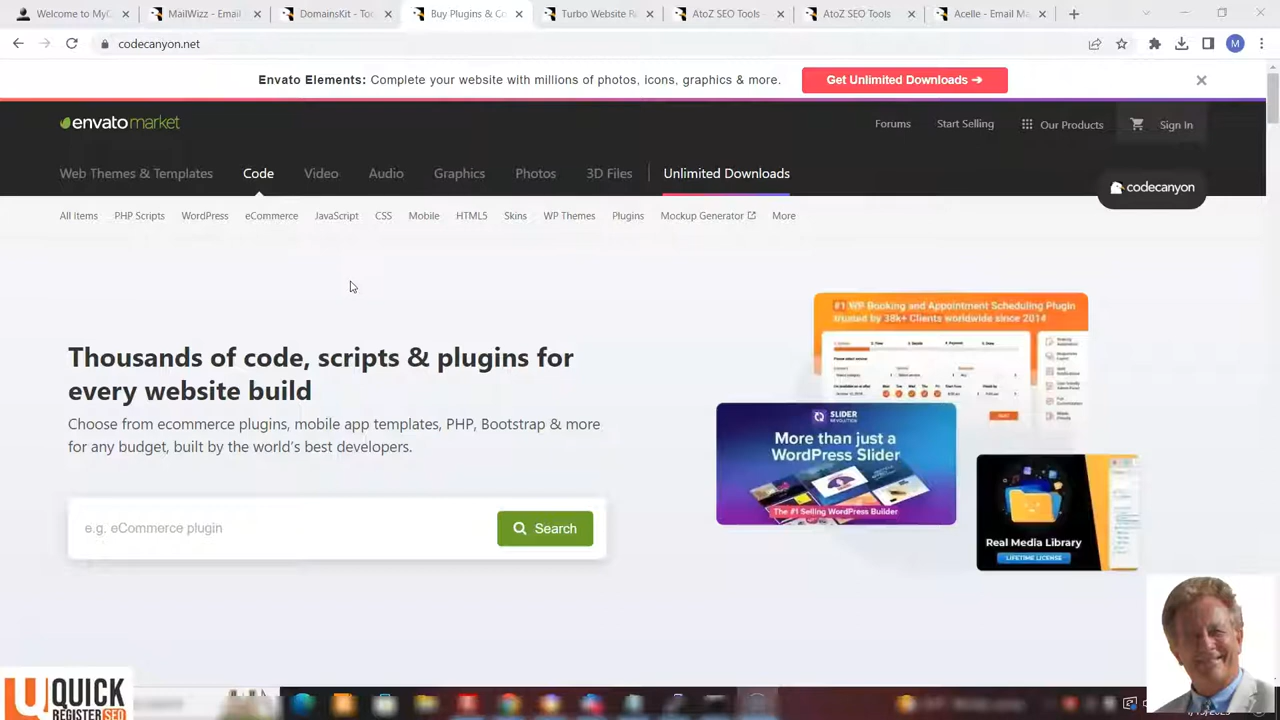 Welcome to MyC
MailWizz - Email
DomainsKit - Too
Buy Plugins & Co
Turbo Website R
AtoZ SEO Tools -
AtoZ SEO Tools
Acelle - Email Ma
codecanyon.net
M
Envato Elements: Complete your website with millions of photos, icons, graphics & more.
Get Unlimited Downloads ➔
envatomarket
Forums
Start Selling
Our Products
Sign In
Web Themes & Templates
Code
Video
Audio
Graphics
Photos
3D Files
Unlimited Downloads
codecanyon
All Items
PHP Scripts
WordPress
eCommerce
JavaScript
CSS
Mobile
HTML5
Skins
WP Themes
Plugins
Mockup Generator
More
#1 WP Booking and Appointment Scheduling Plugin
trusted by 38k+ Clients worldwide since 2014
Thousands of code, scripts & plugins for
every website build
Choose from ecommerce plugins, mobile app templates, PHP, Bootstrap & more
for any budget, built by the world's best developers.
SLIDER
REVOLUTION
More than just a
WordPress Slider
The #1 Selling WordPress Builder
Real Media Library
LIFETIME LICENSE
e.g. eCommerce plugin
Search
QUICK
REGISTERSEO